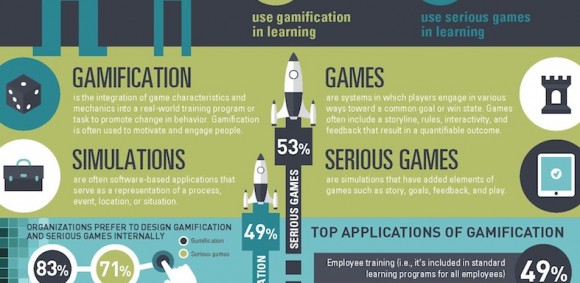 use gamification
in learning
use serious games
in learning
GAMIFICATION
is the integration of game characteristics and
mechanics into a real-world training program or
task to promote change in behavior. Gamification
is often used to motivate and engage people.
GAMES
are systems in which players engage in various
ways toward a common goal or win state. Games
often include a storyline, rules, interactivity, and
feedback that result in a quantifiable outcome.
SIMULATIONS
are often software-based applications that
serve as a representation of a process,
event, location, or situation.
53%
SERIOUS GAMES
SERIOUS GAMES
are simulations that have added elements of
games such as story, goals, feedback, and play.
ORGANIZATIONS PREFER TO DESIGN GAMIFICATION
AND SERIOUS GAMES INTERNALLY
Gamification
Serious games
83%
71%
49%
ATION
TOP APPLICATIONS OF GAMIFICATION
Employee training (i.e., it's included in standard
learning programs for all employees)
49%